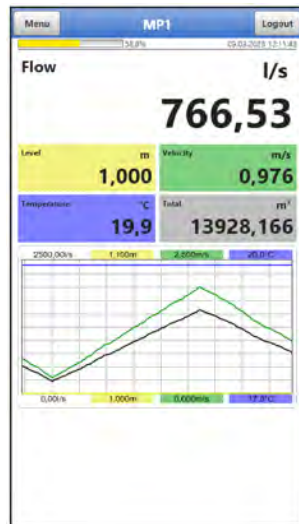 Menu MP1 Logout
58,8% 09.03.2023 12:11:43
Flow l/s
766,53
Level m Velocity m/s
1,000 0,976
Temperature °C Total m³
19,9 13928,166
2500,00l/s 1,100m 2,000m/s 20,0°C
0,00l/s 1,000m 0,000m/s 17,0°C